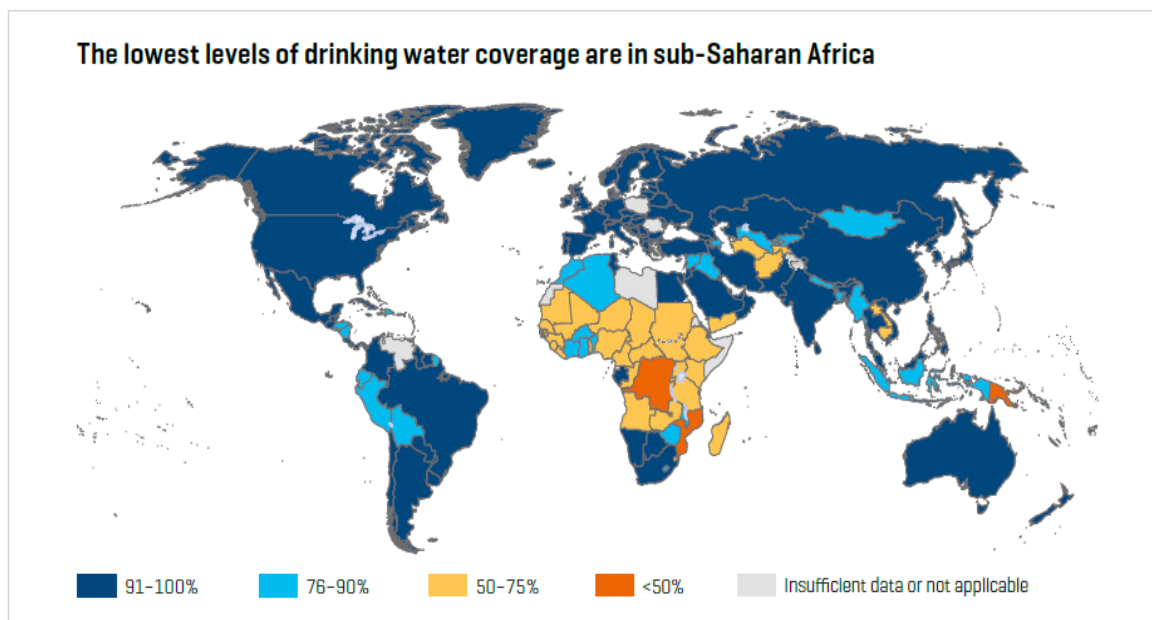 The lowest levels of drinking water coverage are in sub-Saharan Africa
91–100%
76–90%
50–75%
<50%
Insufficient data or not applicable